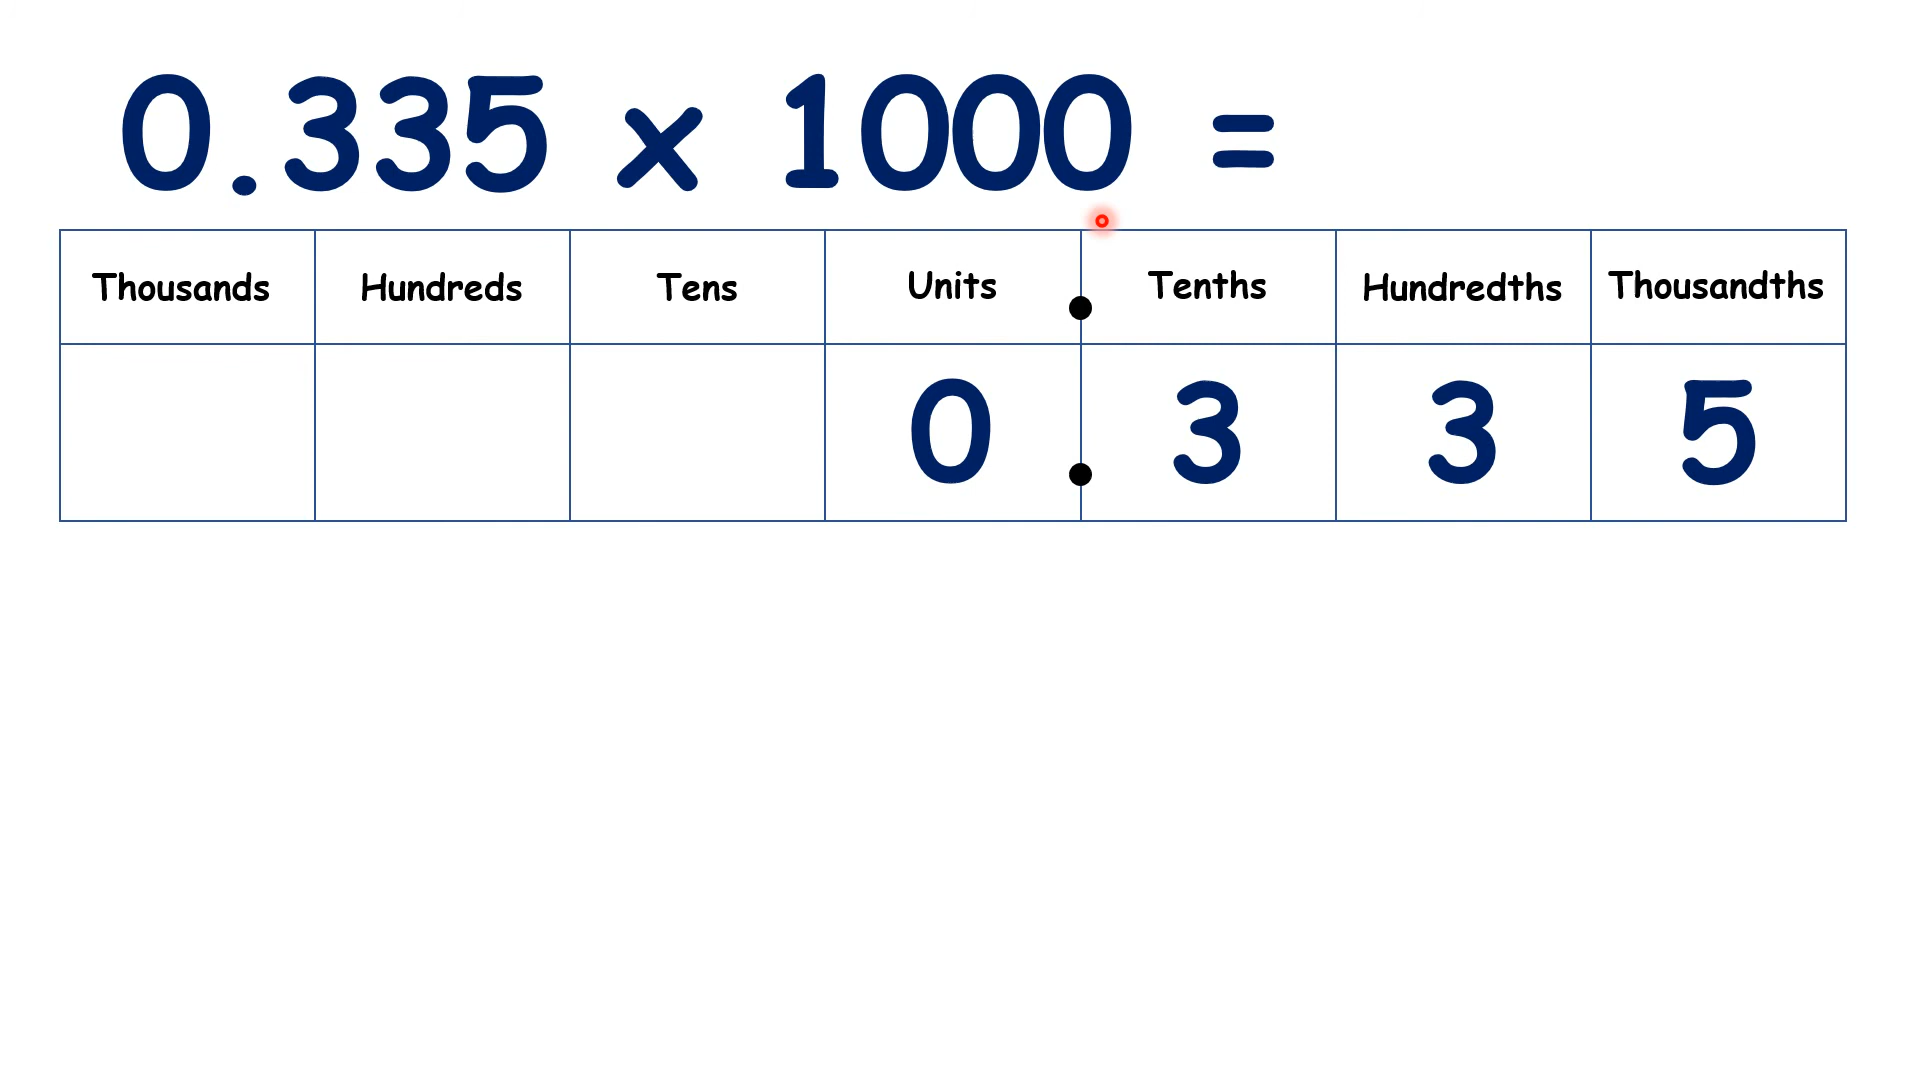 0.335 x 1000 =
Thousands Hundreds Tens Units . Tenths Hundredths Thousandths
0 . 3 3 5